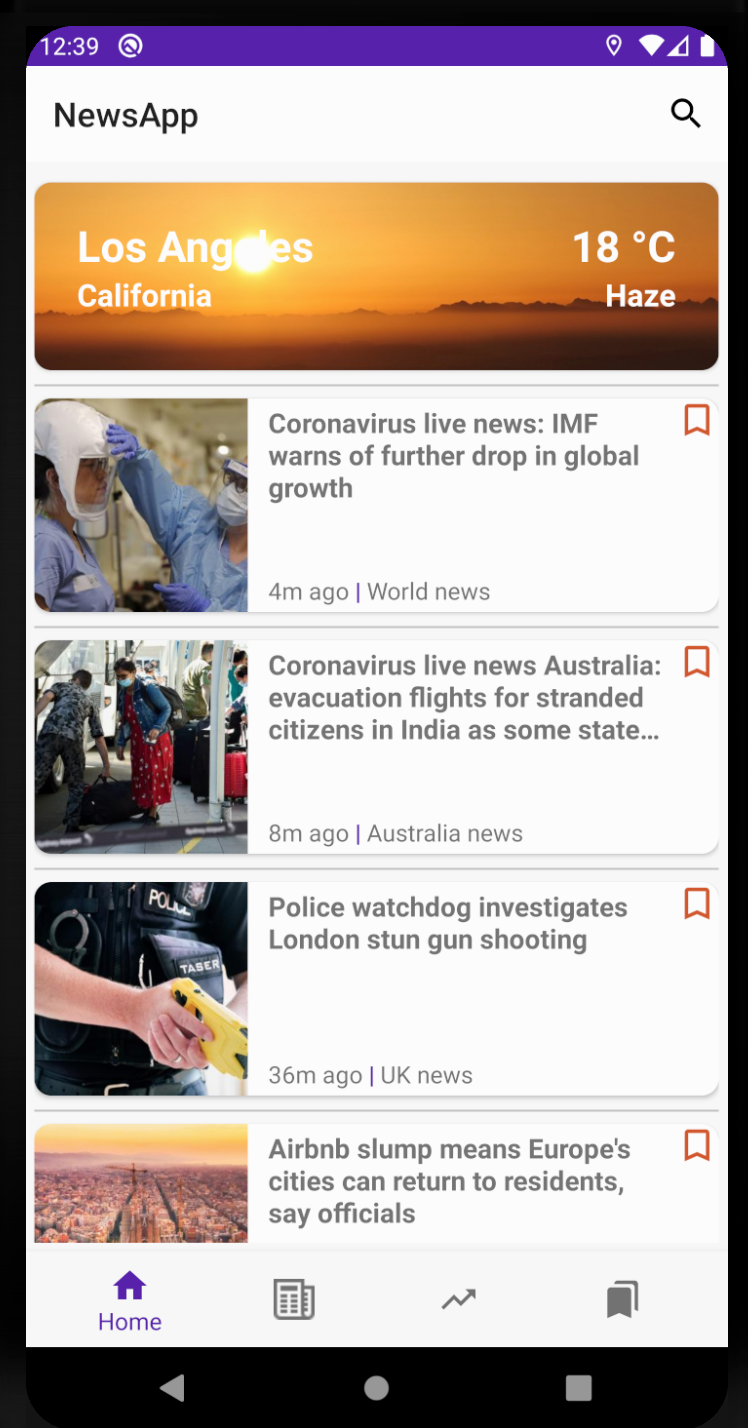 12:39
NewsApp
Los Angeles
18 °C
California
Haze
Coronavirus live news: IMF
warns of further drop in global
growth
4m ago | World news
Coronavirus live news Australia:
evacuation flights for stranded
citizens in India as some state...
8m ago | Australia news
POLICE
TASER
Police watchdog investigates
London stun gun shooting
36m ago | UK news
Airbnb slump means Europe's
cities can return to residents,
say officials
Home